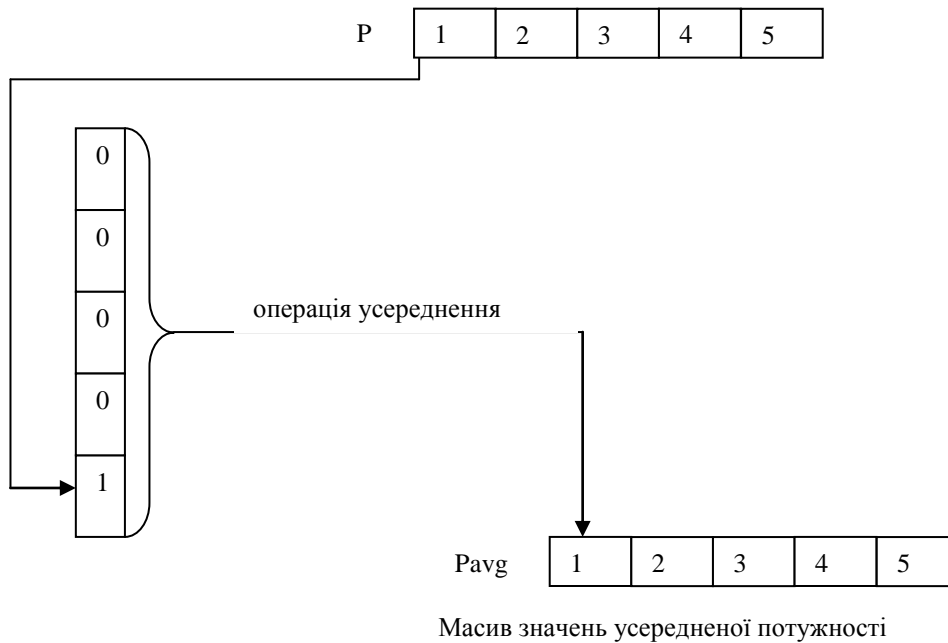 P 1 2 3 4 5
0
0
0
0
1
операція усереднення
Pavg 1 2 3 4 5
Масив значень усередненої потужності